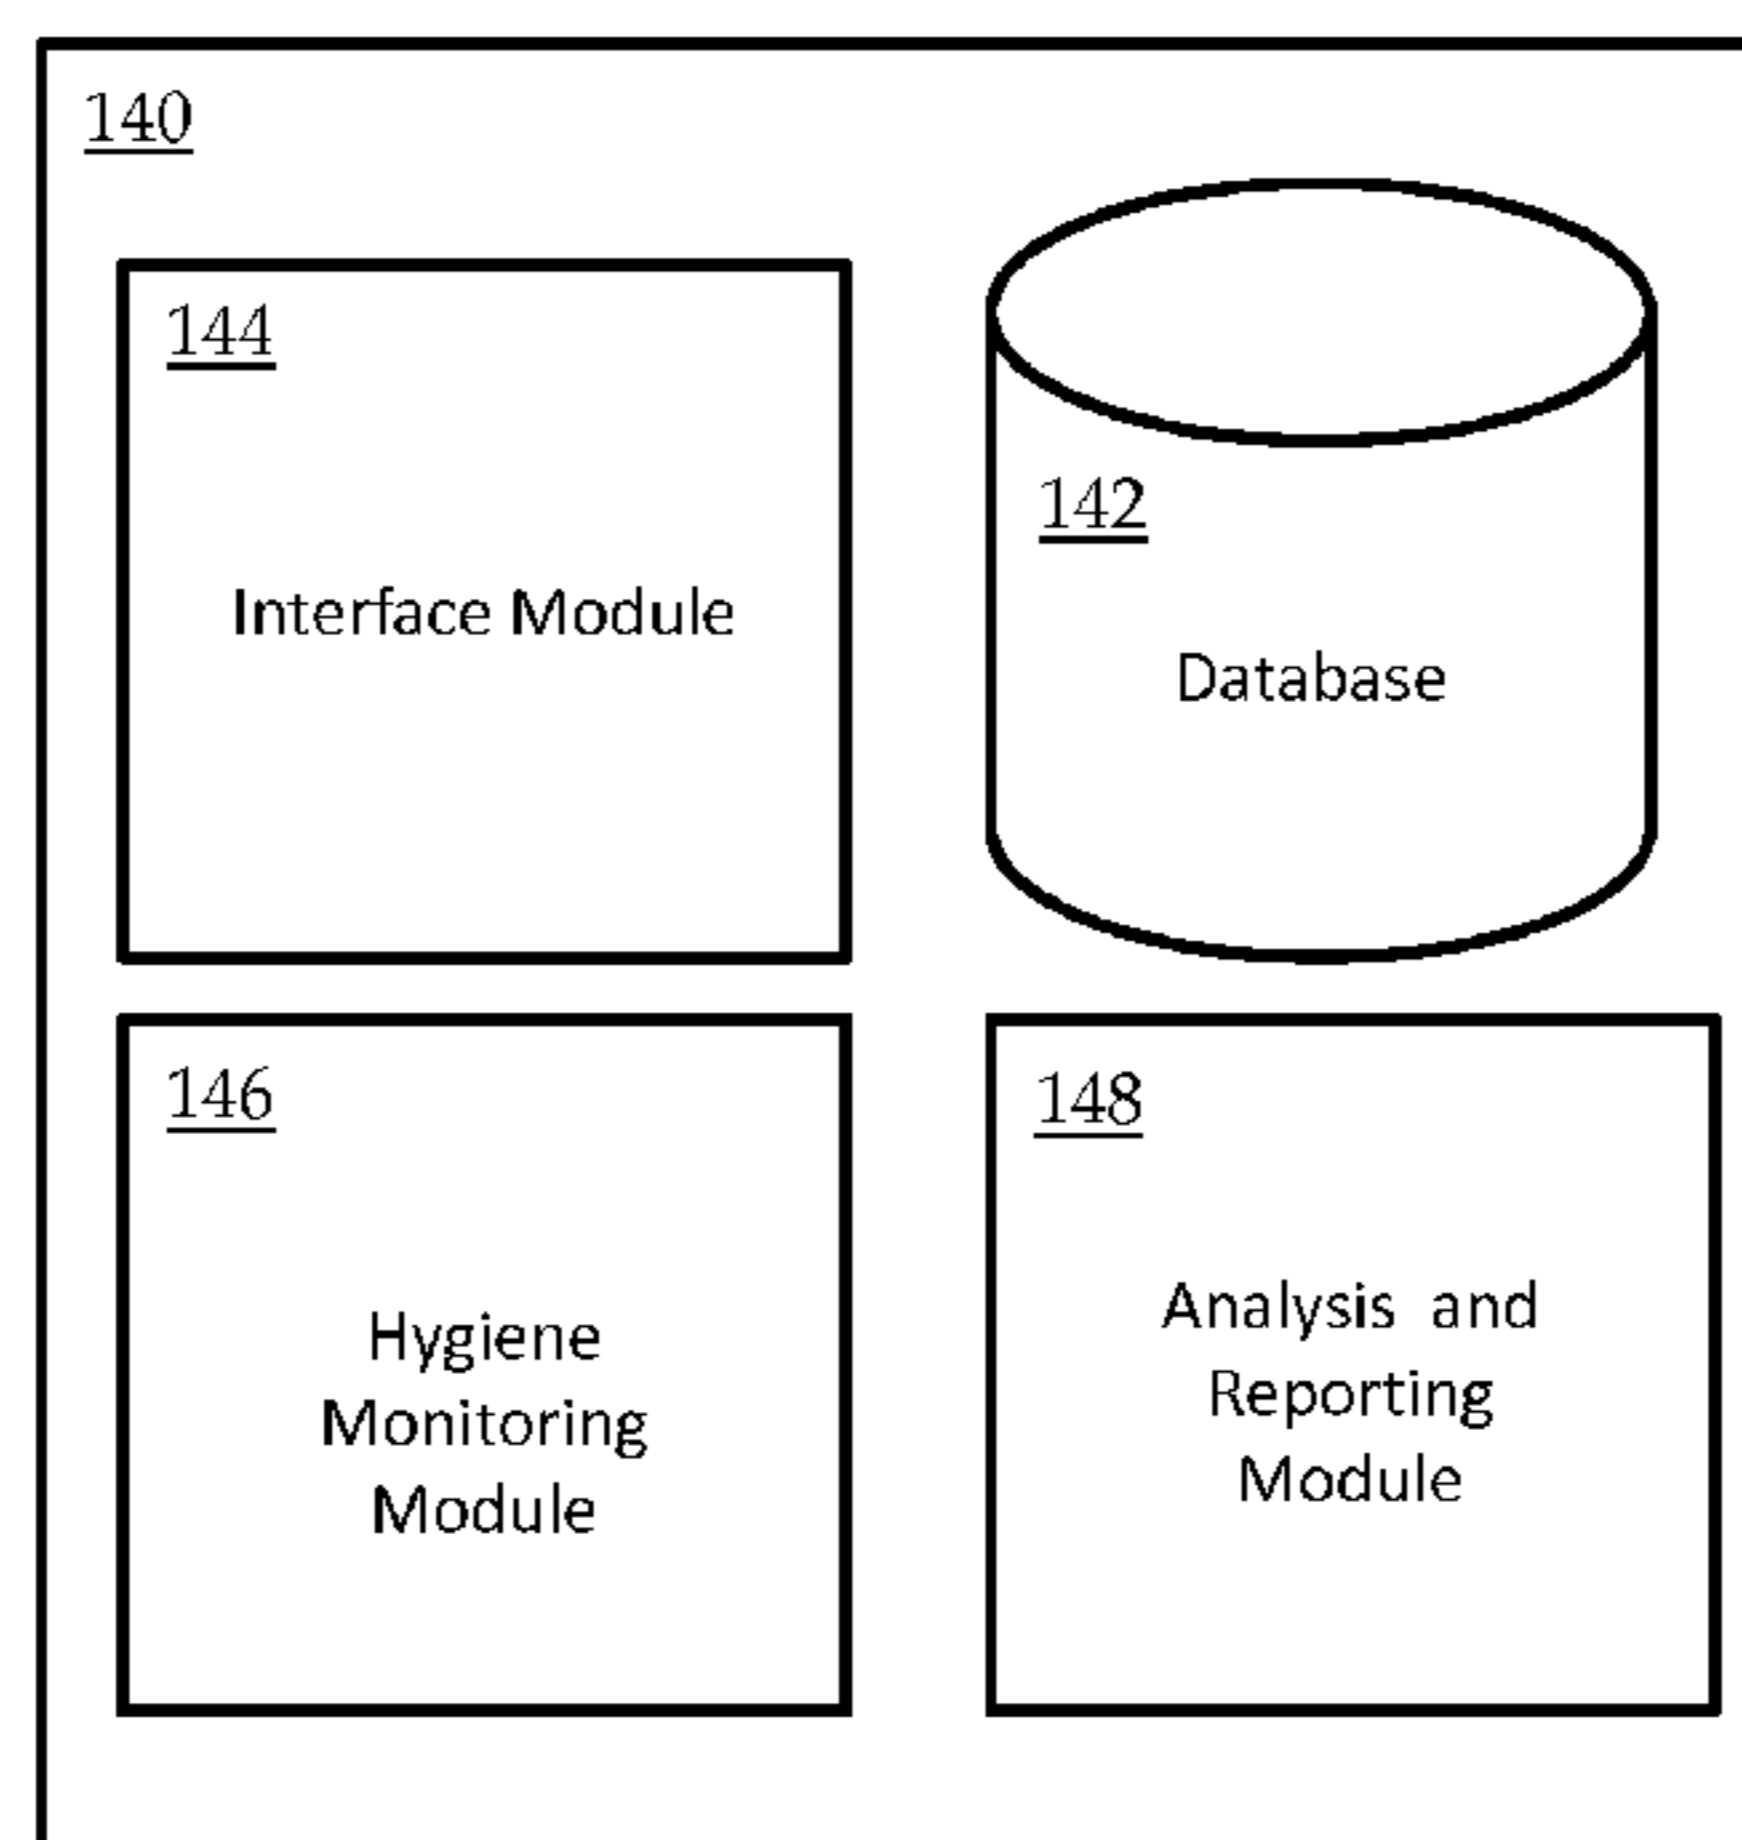 140
144
Interface Module
142
Database
146
Hygiene
Monitoring
Module
148
Analysis and
Reporting
Module